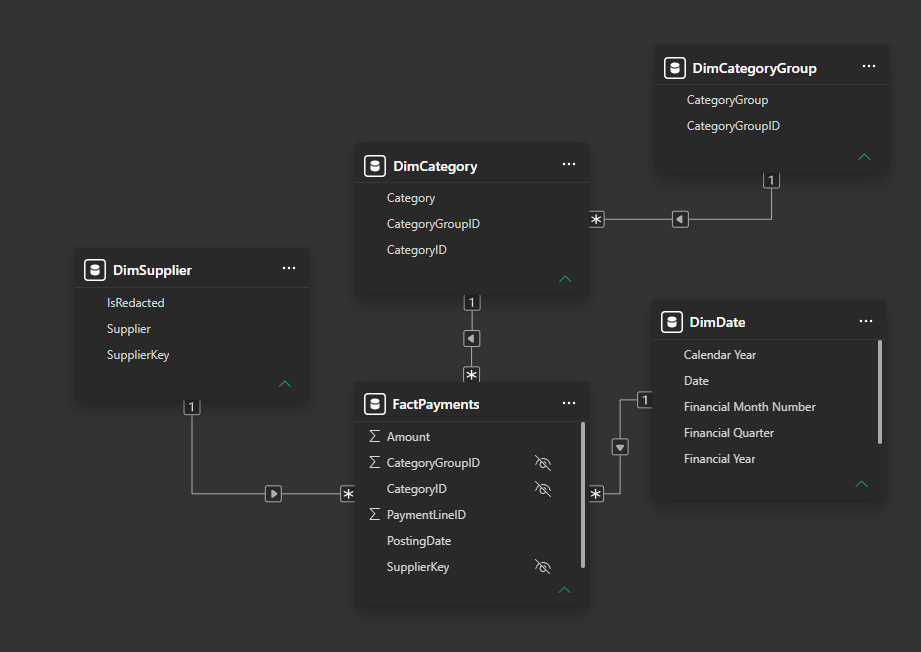 DimCategoryGroup
CategoryGroup
CategoryGroupID
1
DimCategory
Category
CategoryGroupID
CategoryID
*
1
*
DimSupplier
IsRedacted
Supplier
SupplierKey
1
*
DimDate
Calendar Year
Date
Financial Month Number
Financial Quarter
Financial Year
1
*
FactPayments
Σ Amount
Σ CategoryGroupID
CategoryID
Σ PaymentLineID
PostingDate
SupplierKey